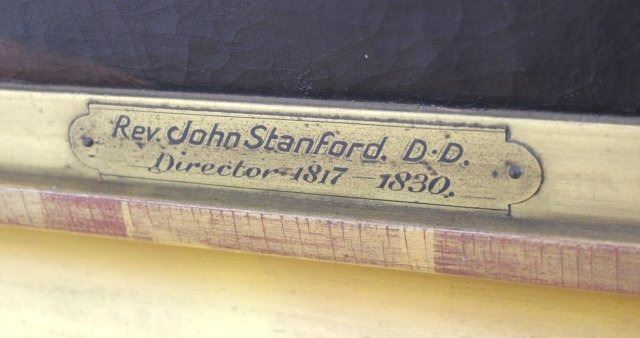 Rev. John Stanford. D.D.
Director 1817 - 1830.